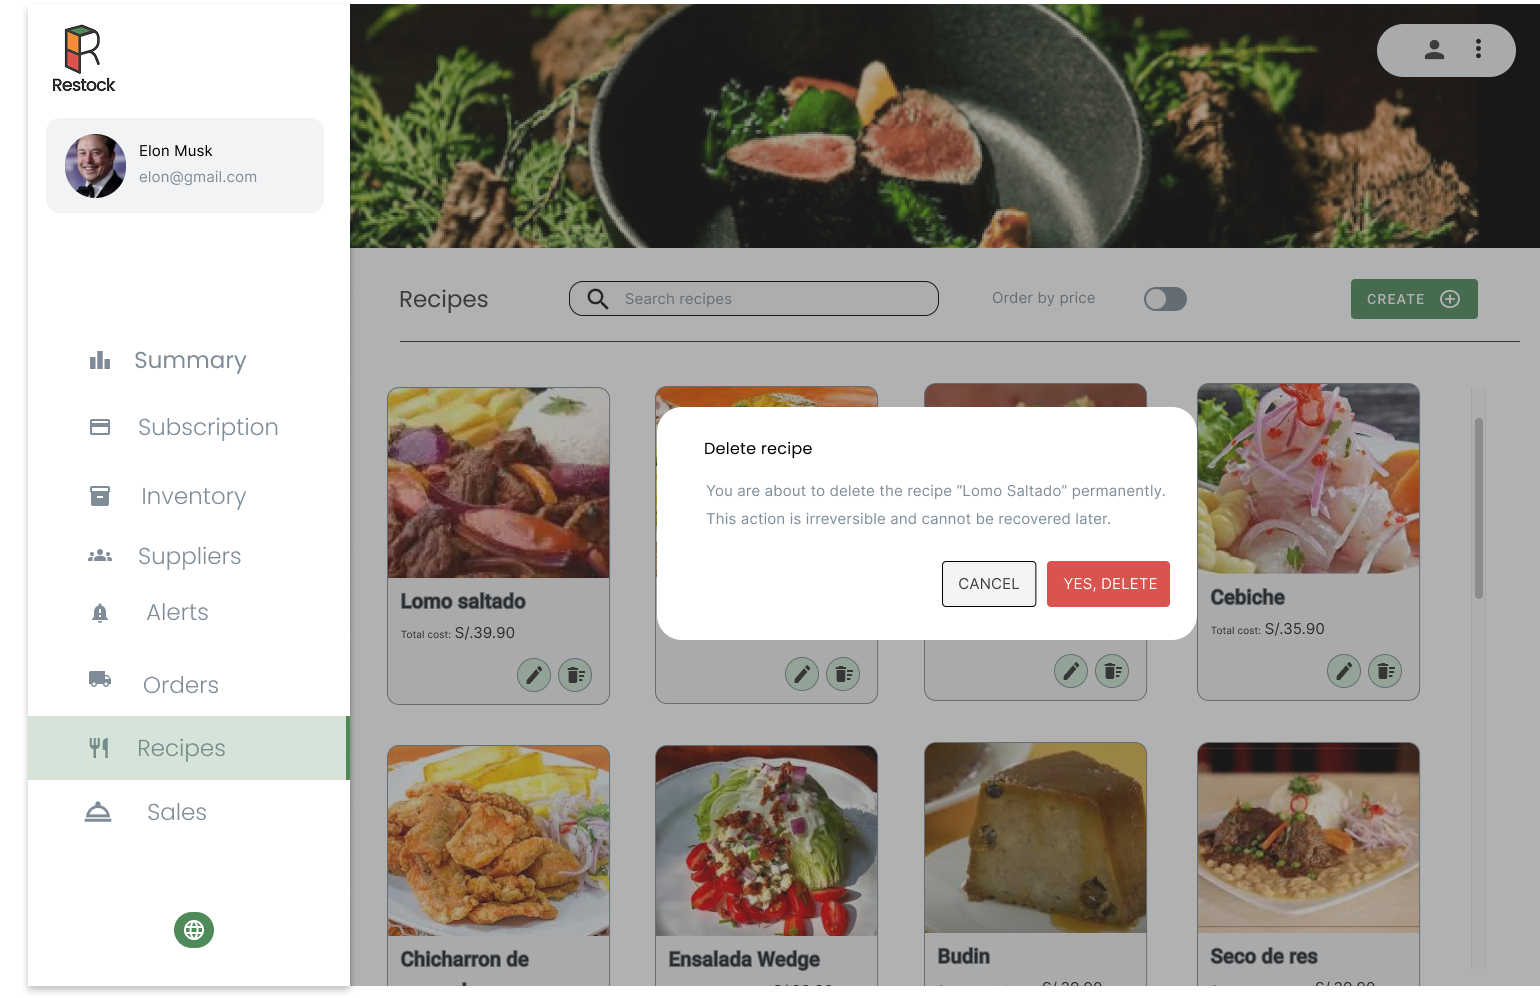 Restock
Elon Musk
elon@gmail.com
Summary
Subscription
Inventory
Suppliers
Alerts
Orders
Recipes
Sales
Recipes
Search recipes
Order by price
CREATE
Delete recipe
You are about to delete the recipe “Lomo Saltado” permanently.
This action is irreversible and cannot be recovered later.
CANCEL
YES, DELETE
Lomo saltado
Total cost: S/.39.90
Cebiche
Total cost: S/.35.90
Chicharron de
Ensalada Wedge
Budin
Seco de res